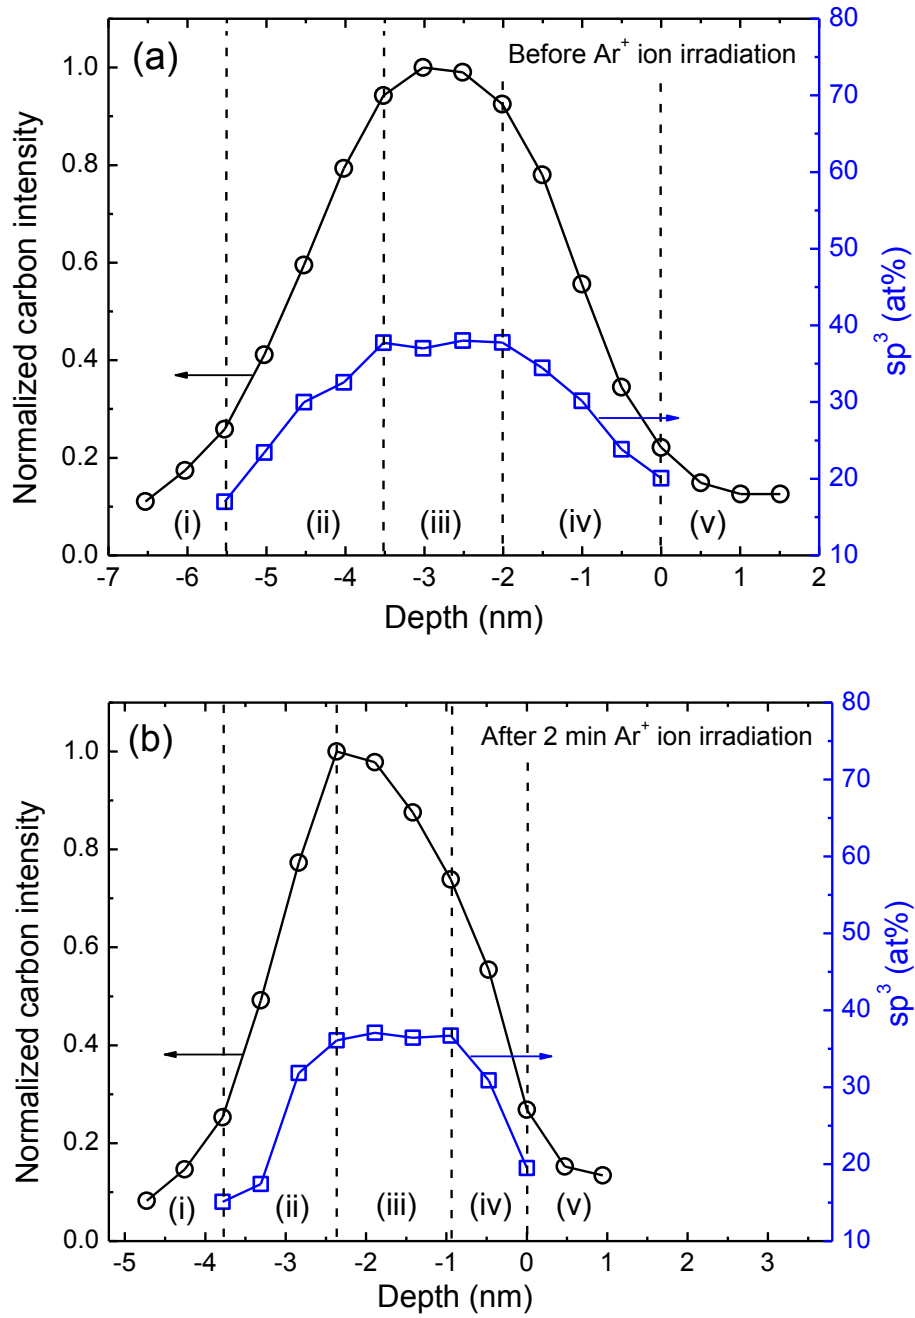 (a)
Before Ar⁺ ion irradiation
Normalized carbon intensity
0.0
0.2
0.4
0.6
0.8
1.0
sp³ (at%)
10
20
30
40
50
60
70
80
(i)
(ii)
(iii)
(iv)
(v)
-7 -6 -5 -4 -3 -2 -1 0 1 2
Depth (nm)
(b)
After 2 min Ar⁺ ion irradiation
Normalized carbon intensity
0.0
0.2
0.4
0.6
0.8
1.0
sp³ (at%)
10
20
30
40
50
60
70
80
(i)
(ii)
(iii)
(iv)
(v)
-5 -4 -3 -2 -1 0 1 2 3
Depth (nm)